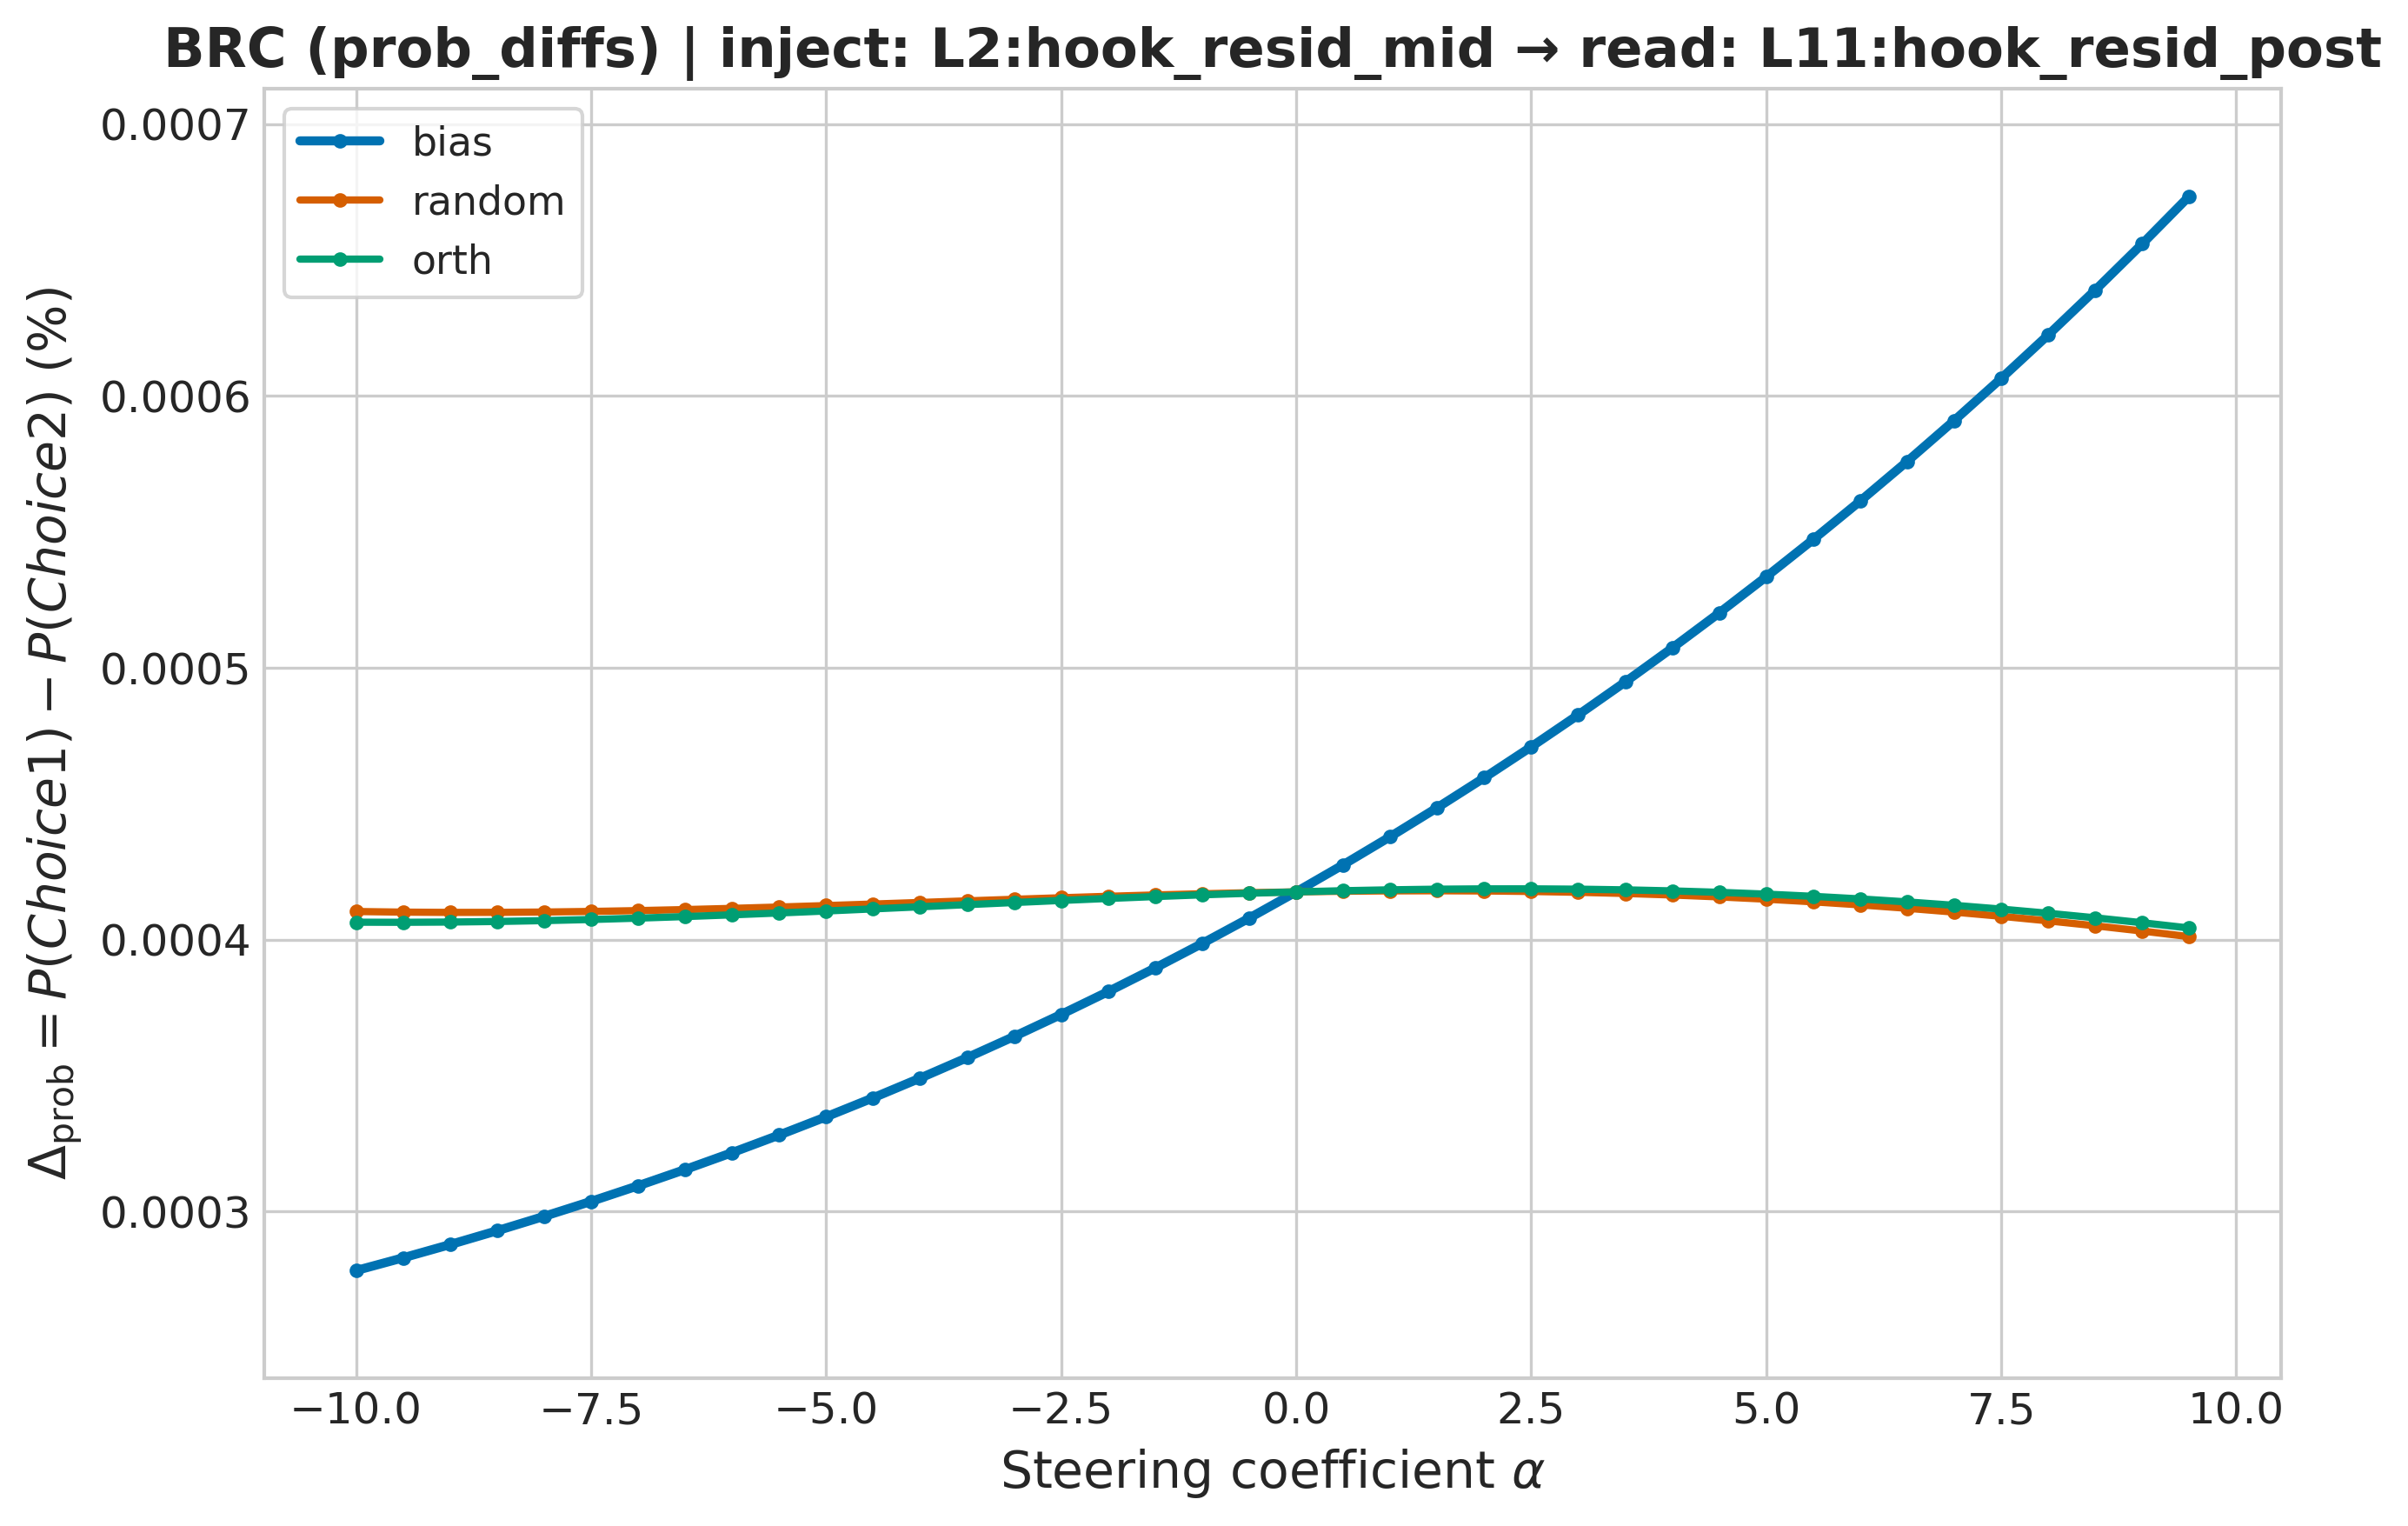 BRC (prob_diffs) | inject: L2:hook_resid_mid → read: L11:hook_resid_post
Δprob = P(Choice1) − P(Choice2) (%)
0.0007
0.0006
0.0005
0.0004
0.0003
bias
random
orth
−10.0 −7.5 −5.0 −2.5 0.0 2.5 5.0 7.5 10.0
Steering coefficient α